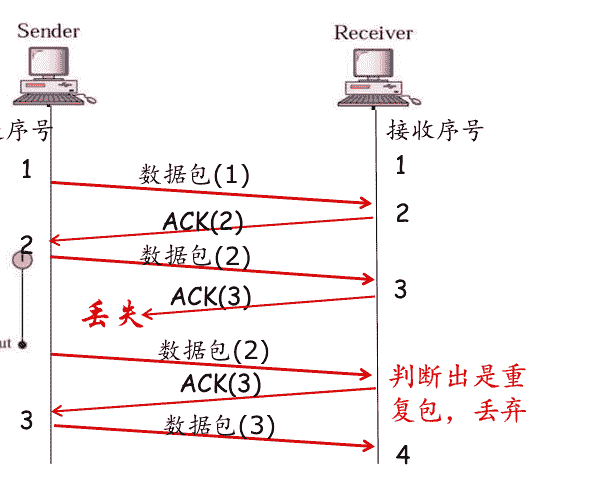 Sender
Receiver
序号
接收序号
1
数据包(1)
1
ACK(2)
2
2
数据包(2)
ACK(3)
3
丢失
ut
数据包(2)
ACK(3)
判断出是重
复包，丢弃
3
数据包(3)
4